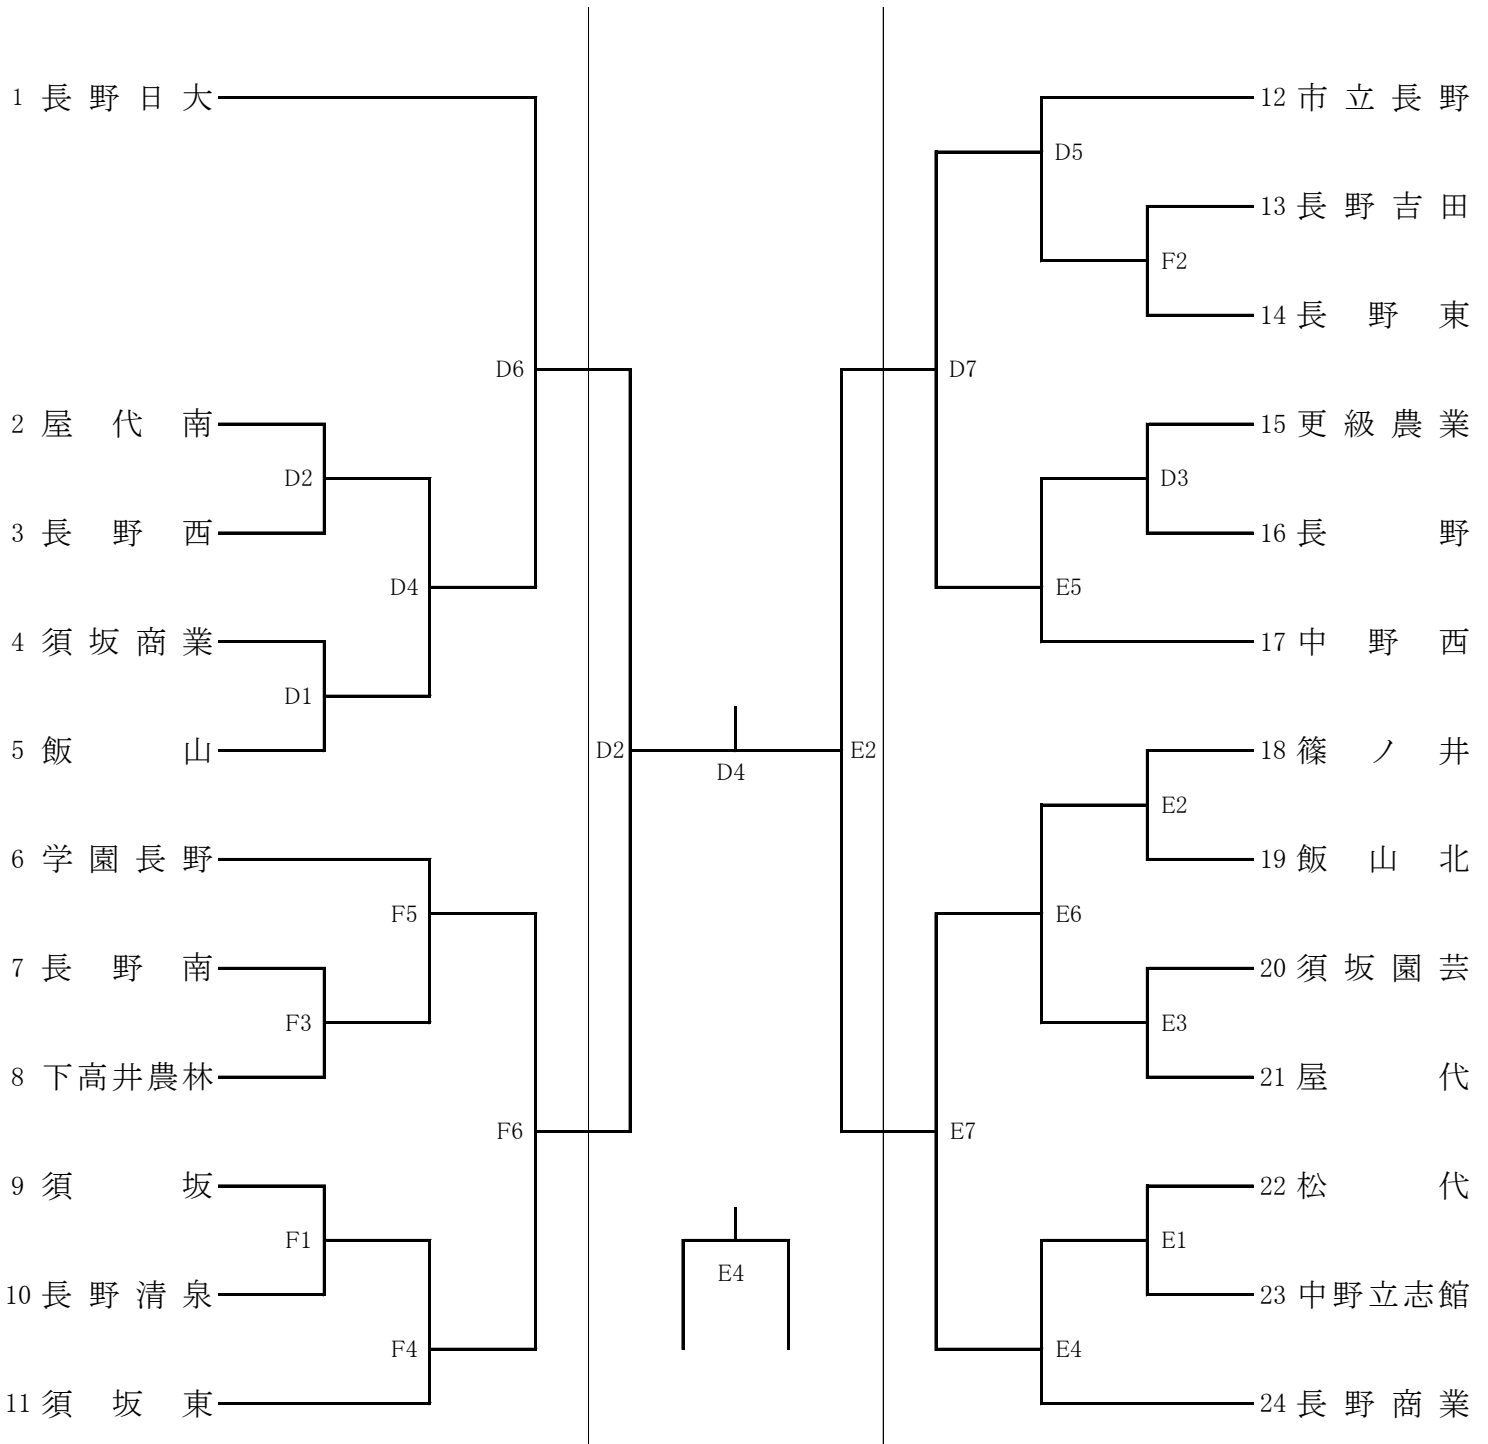 1 長野日大
D6
2 屋代南
D2
3 長野西
D4
4 須坂商業
D1
5 飯山
6 学園長野
F5
7 長野南
F3
8 下高井農林
F6
9 須坂
F1
10 長野清泉
F4
11 須坂東
D2
D4
E2
E4
12 市立長野
D5
13 長野吉田
F2
14 長野東
D7
15 更級農業
D3
16 長野
E5
17 中野西
18 篠ノ井
E2
19 飯山北
E6
20 須坂園芸
E3
21 屋代
E7
22 松代
E1
23 中野立志館
E4
24 長野商業